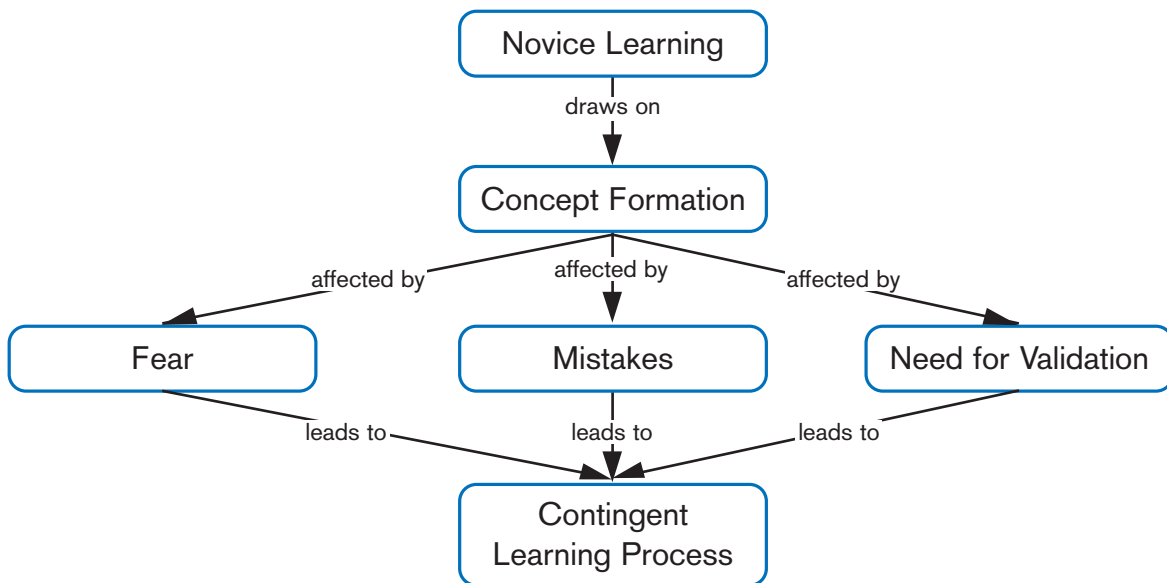 Novice Learning
draws on
Concept Formation
affected by
affected by
affected by
Fear
Mistakes
Need for Validation
leads to
leads to
leads to
Contingent
Learning Process